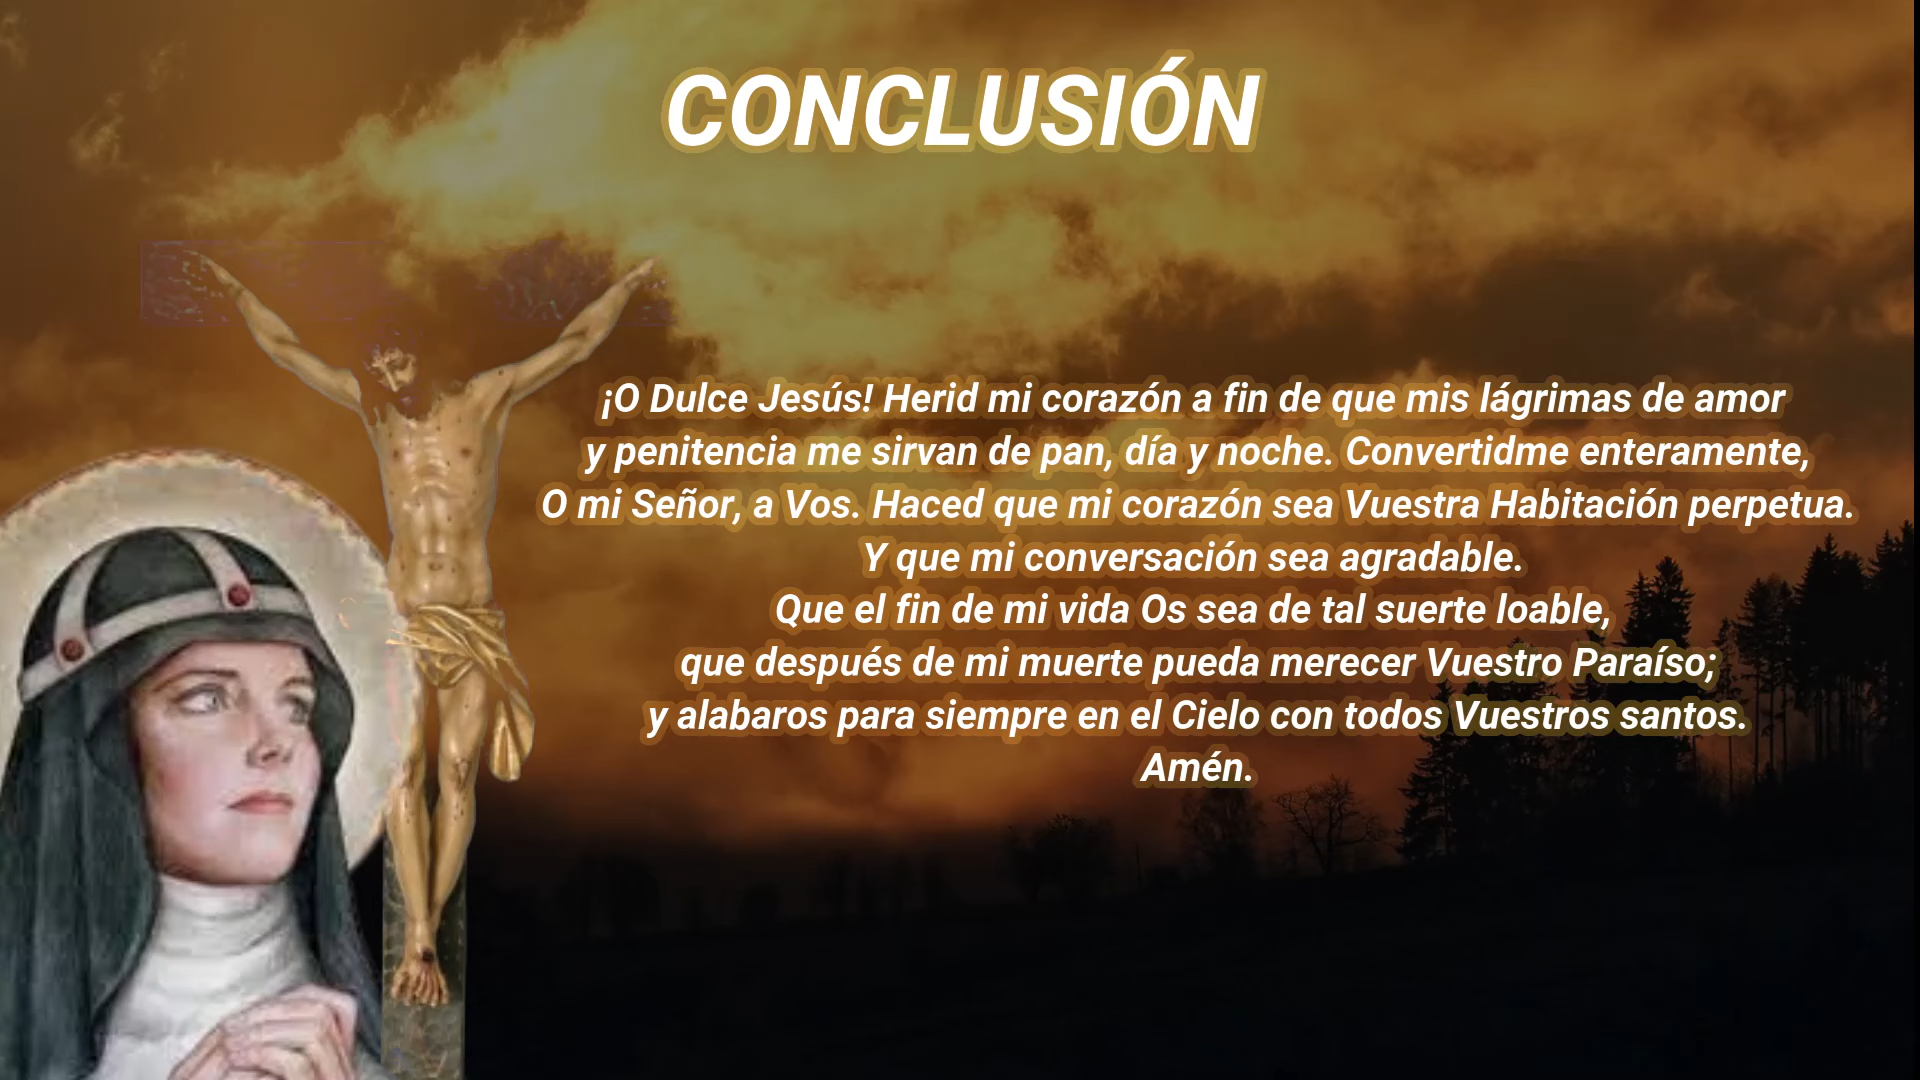 CONCLUSIÓN
¡O Dulce Jesús! Herid mi corazón a fin de que mis lágrimas de amor
y penitencia me sirvan de pan, día y noche. Convertidme enteramente,
O mi Señor, a Vos. Haced que mi corazón sea Vuestra Habitación perpetua.
Y que mi conversación sea agradable.
Que el fin de mi vida Os sea de tal suerte loable,
que después de mi muerte pueda merecer Vuestro Paraíso;
y alabaros para siempre en el Cielo con todos Vuestros santos.
Amén.